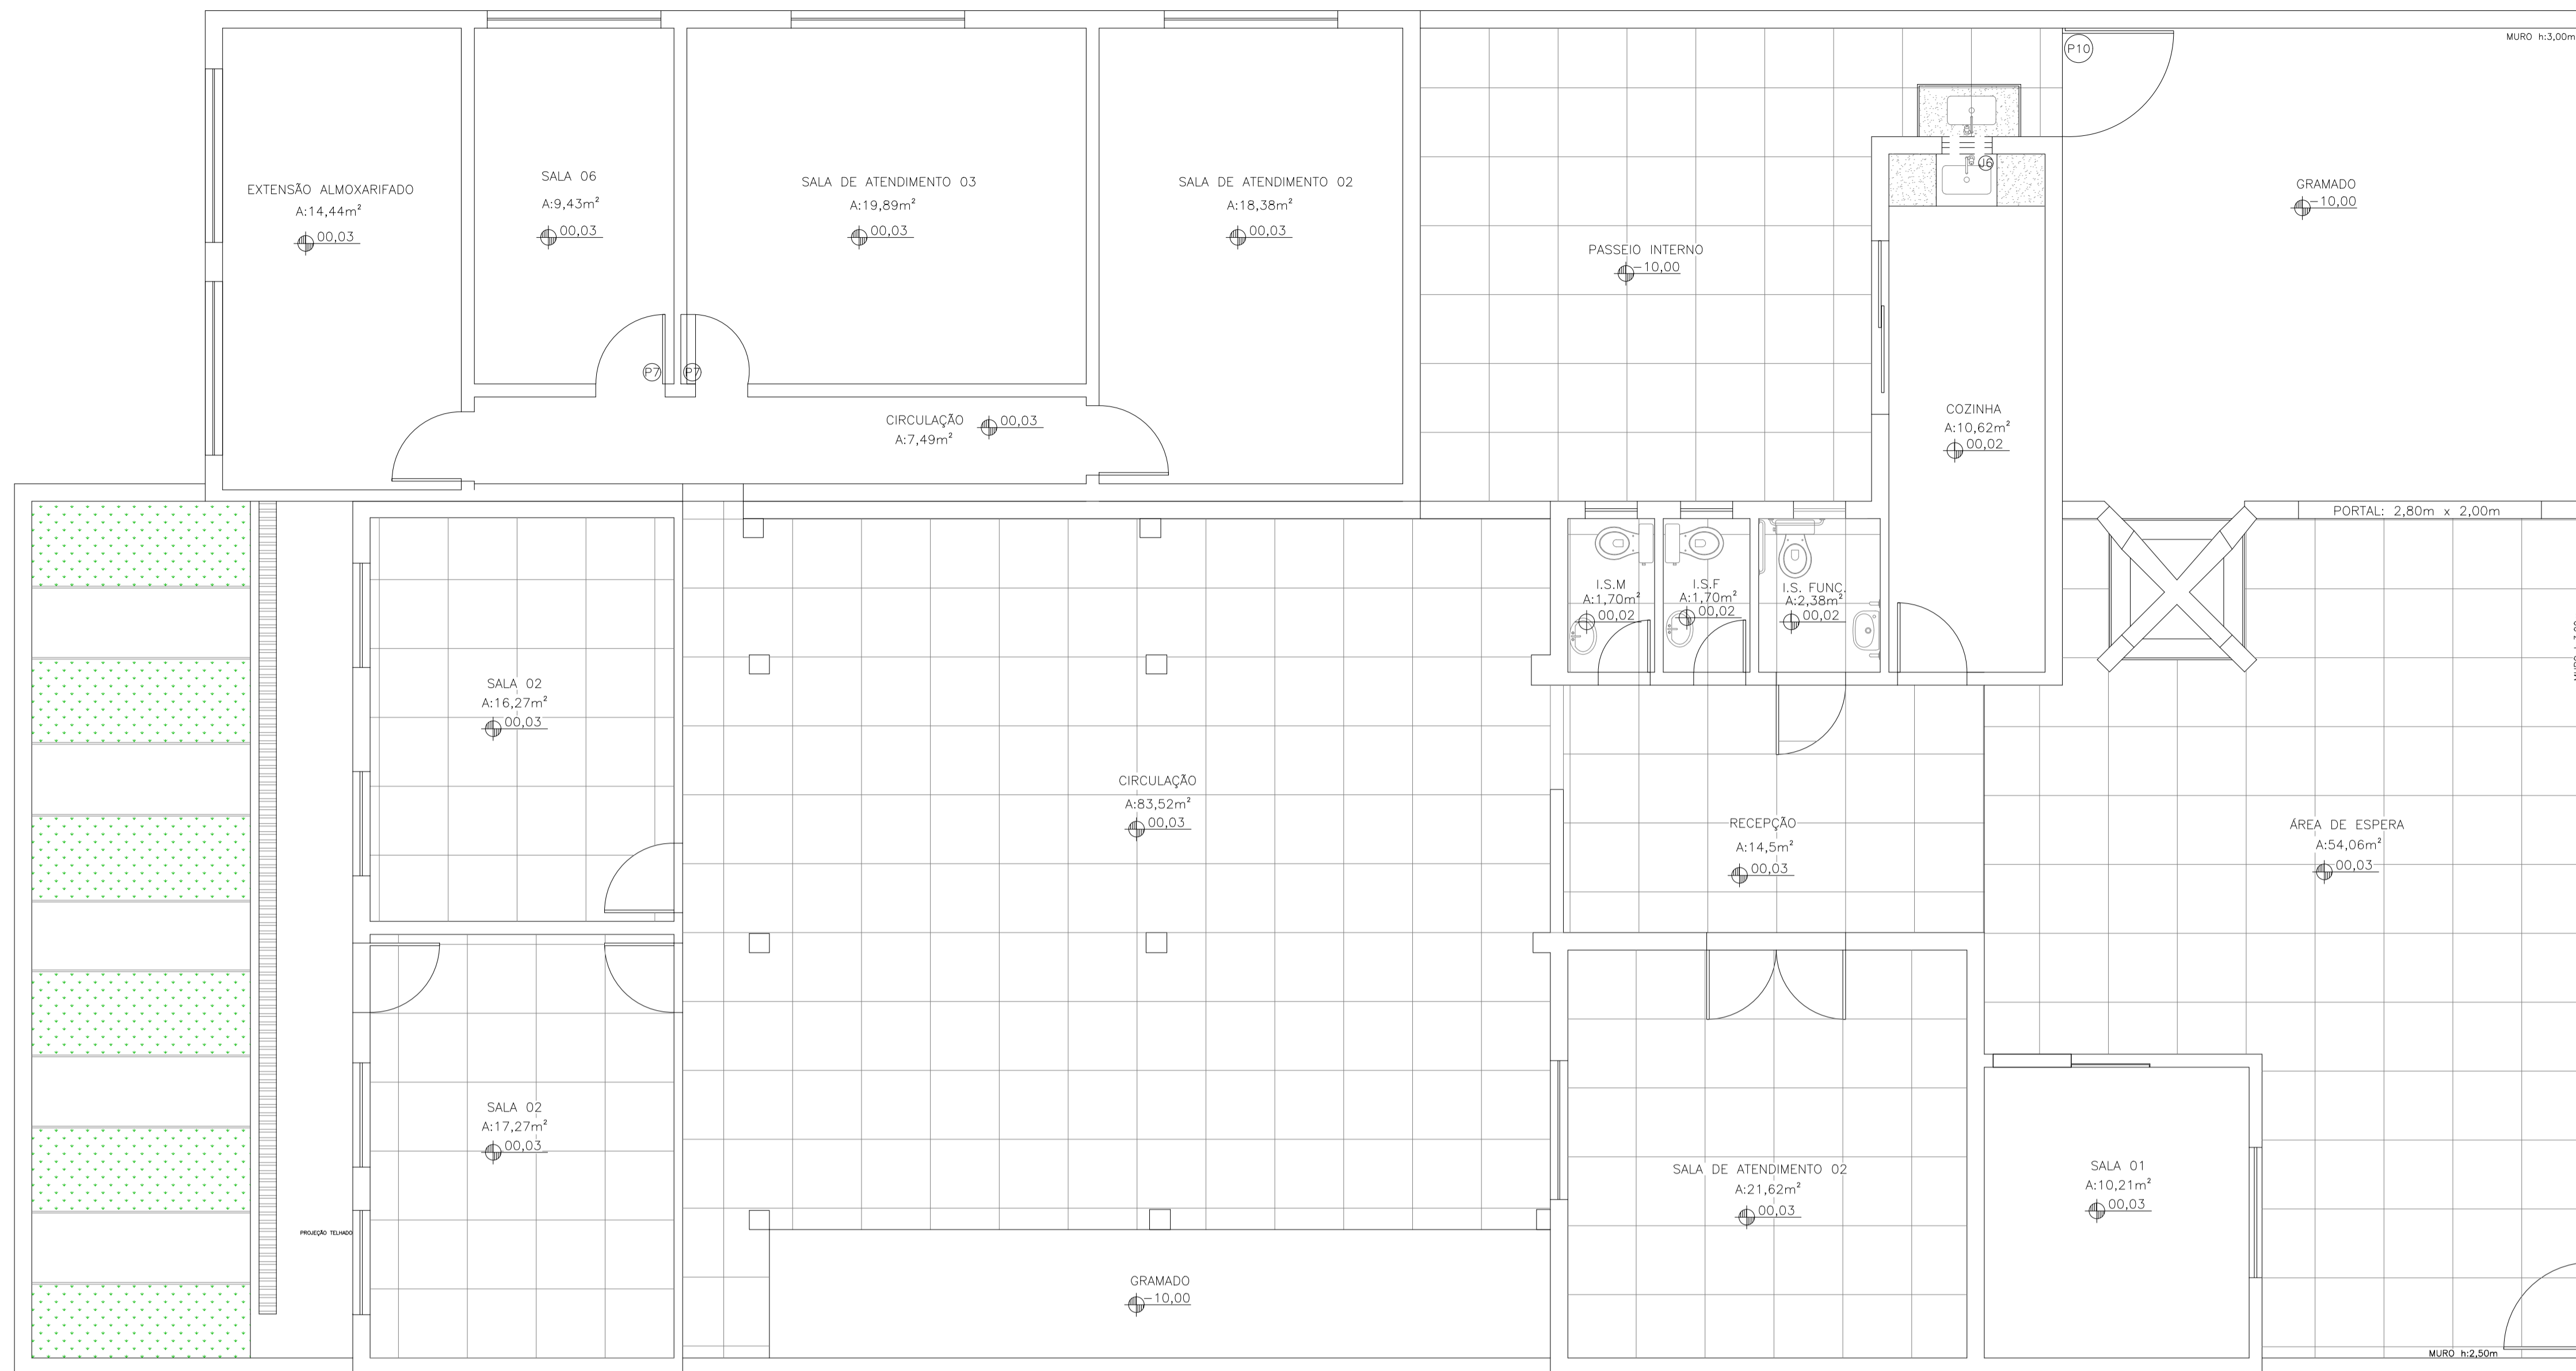 MURO h:3,00m
P10
EXTENSÃO ALMOXARIFADO
A:14,44m²
00,03
SALA 06
A:9,43m²
00,03
SALA DE ATENDIMENTO 03
A:19,89m²
00,03
SALA DE ATENDIMENTO 02
A:18,38m²
00,03
J6
GRAMADO
-10,00
PASSEIO INTERNO
-10,00
P7
P7
CIRCULAÇÃO
A:7,49m²
00,03
COZINHA
A:10,62m²
00,02
PORTAL: 2,80m x 2,00m
I.S.M
A:1,70m²
00,02
I.S.F
A:1,70m²
00,02
I.S. FUNC.
A:2,38m²
00,02
SALA 02
A:16,27m²
00,03
CIRCULAÇÃO
A:83,52m²
00,03
RECEPÇÃO
A:14,5m²
00,03
ÁREA DE ESPERA
A:54,06m²
00,03
SALA 02
A:17,27m²
00,03
SALA DE ATENDIMENTO 02
A:21,62m²
00,03
SALA 01
A:10,21m²
00,03
PROJEÇÃO TELHADO
GRAMADO
-10,00
MURO h:2,50m